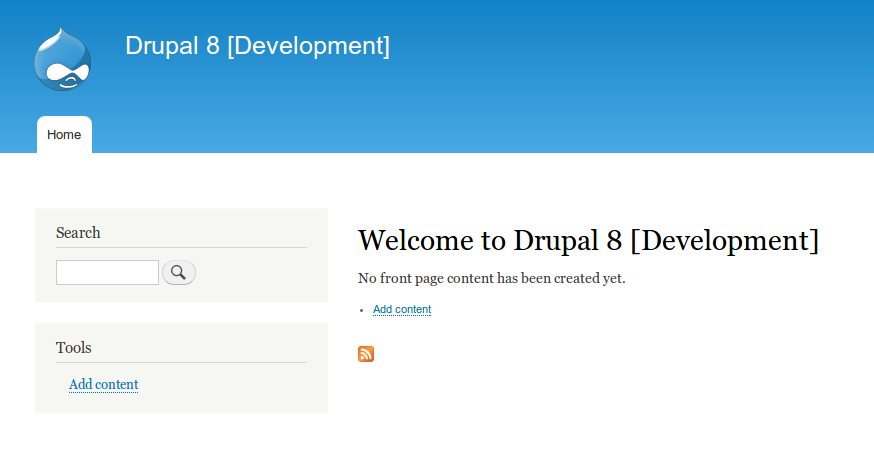 Drupal 8 [Development]
Home
Search
Tools
Add content
Welcome to Drupal 8 [Development]
No front page content has been created yet.
Add content